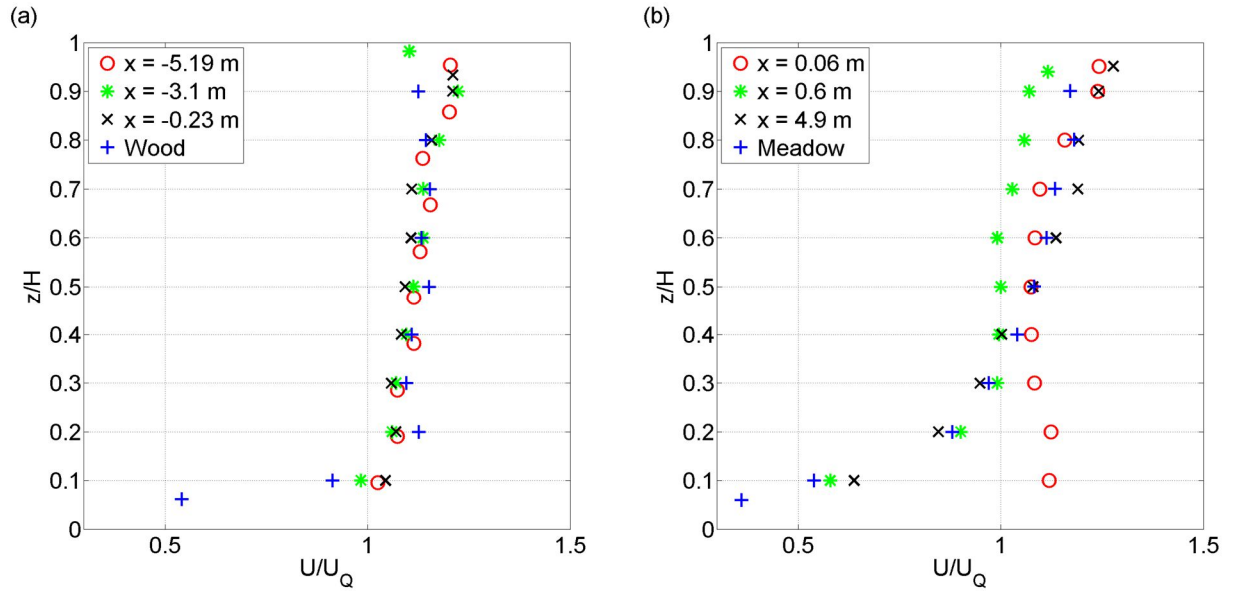 (a)
1
0.9
0.8
0.7
0.6
0.5
0.4
0.3
0.2
0.1
0
z/H
x = -5.19 m
x = -3.1 m
x = -0.23 m
Wood
0.5 1 1.5
U/U_Q
(b)
1
0.9
0.8
0.7
0.6
0.5
0.4
0.3
0.2
0.1
0
z/H
x = 0.06 m
x = 0.6 m
x = 4.9 m
Meadow
0.5 1 1.5
U/U_Q